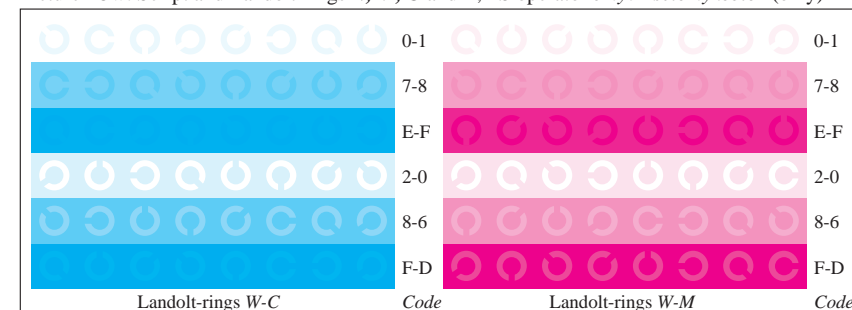 0-1 0-1
7-8 7-8
E-F E-F
2-0 2-0
8-6 8-6
F-D F-D
Landolt-rings W-C Code Landolt-rings W-M Code